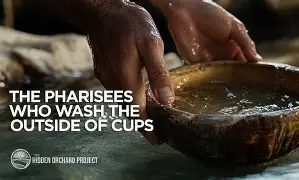 THE PHARISEES
WHO WASH THE
OUTSIDE OF CUPS
THE
HIDDEN ORCHARD PROJECT